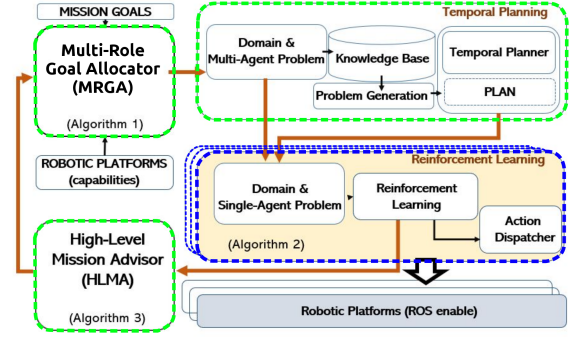 MISSION GOALS
Multi-Role
Goal Allocator
(MRGA)
(Algorithm 1)
ROBOTIC PLATFORMS
(capabilities)
Temporal Planning
Domain &
Multi-Agent Problem
Knowledge Base
Problem Generation
Temporal Planner
PLAN
Reinforcement Learning
Domain &
Single-Agent Problem
Reinforcement
Learning
Action
Dispatcher
(Algorithm 2)
High-Level
Mission Advisor
(HLMA)
(Algorithm 3)
Robotic Platforms (ROS enable)